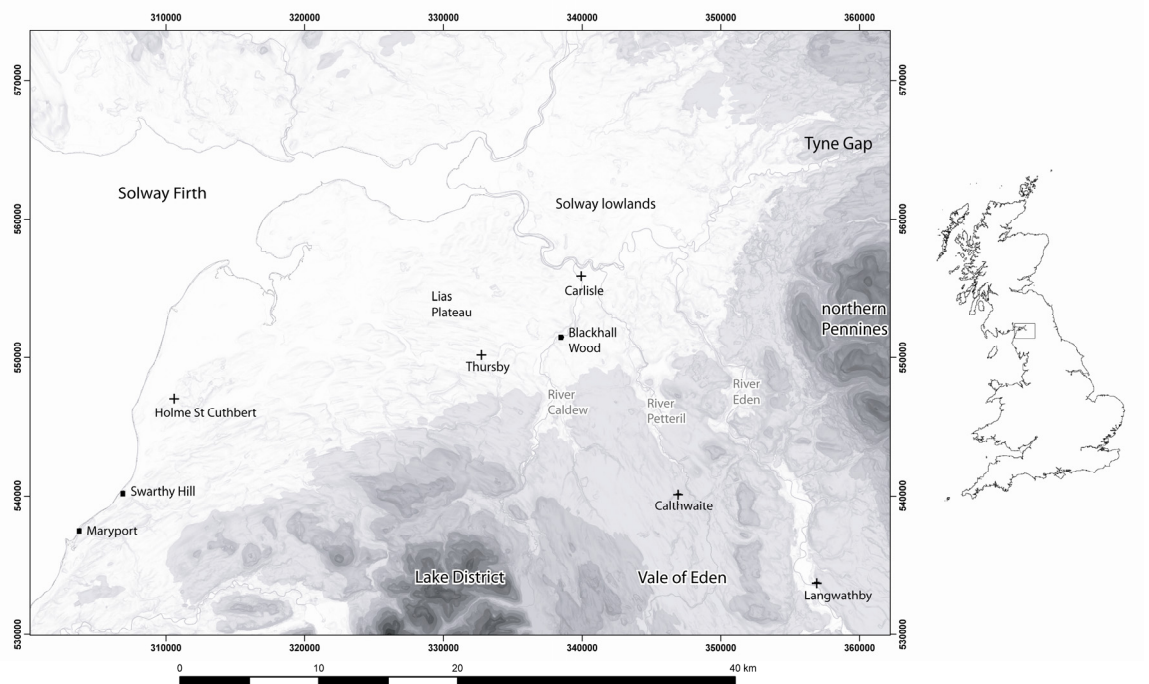 310000 320000 330000 340000 350000 360000
570000 570000
Tyne Gap
Solway Firth
Solway lowlands
560000 560000
Carlisle
Lias
Plateau
northern
Pennines
Blackhall
Wood
550000 550000
Thursby
River
Eden
River
Caldew
River
Petteril
Holme St Cuthbert
Swarthy Hill
540000 540000
Calthwaite
Maryport
Lake District
Vale of Eden
Langwathby
530000 530000
310000 320000 330000 340000 350000 360000
0 10 20 40 km